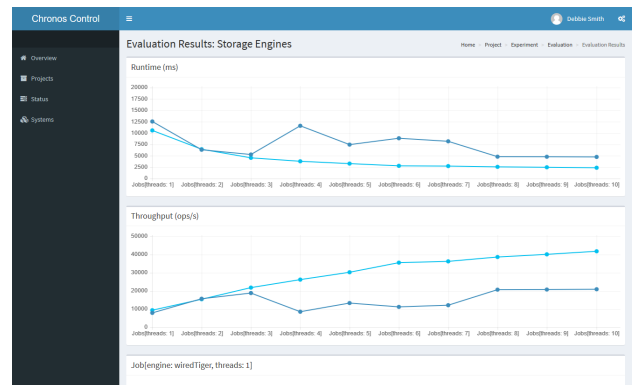 Chronos Control
Debbie Smith
Overview
Projects
Status
Systems
Evaluation Results: Storage Engines
Home > Project > Experiment > Evaluation > Evaluation Results
Runtime (ms)
20000
17500
15000
12500
10000
7500
5000
2500
0
Jobs[threads: 1] Jobs[threads: 2] Jobs[threads: 3] Jobs[threads: 4] Jobs[threads: 5] Jobs[threads: 6] Jobs[threads: 7] Jobs[threads: 8] Jobs[threads: 9] Jobs[threads: 10]
Throughput (ops/s)
50000
40000
30000
20000
10000
0
Jobs[threads: 1] Jobs[threads: 2] Jobs[threads: 3] Jobs[threads: 4] Jobs[threads: 5] Jobs[threads: 6] Jobs[threads: 7] Jobs[threads: 8] Jobs[threads: 9] Jobs[threads: 10]
Job[engine: wiredTiger, threads: 1]